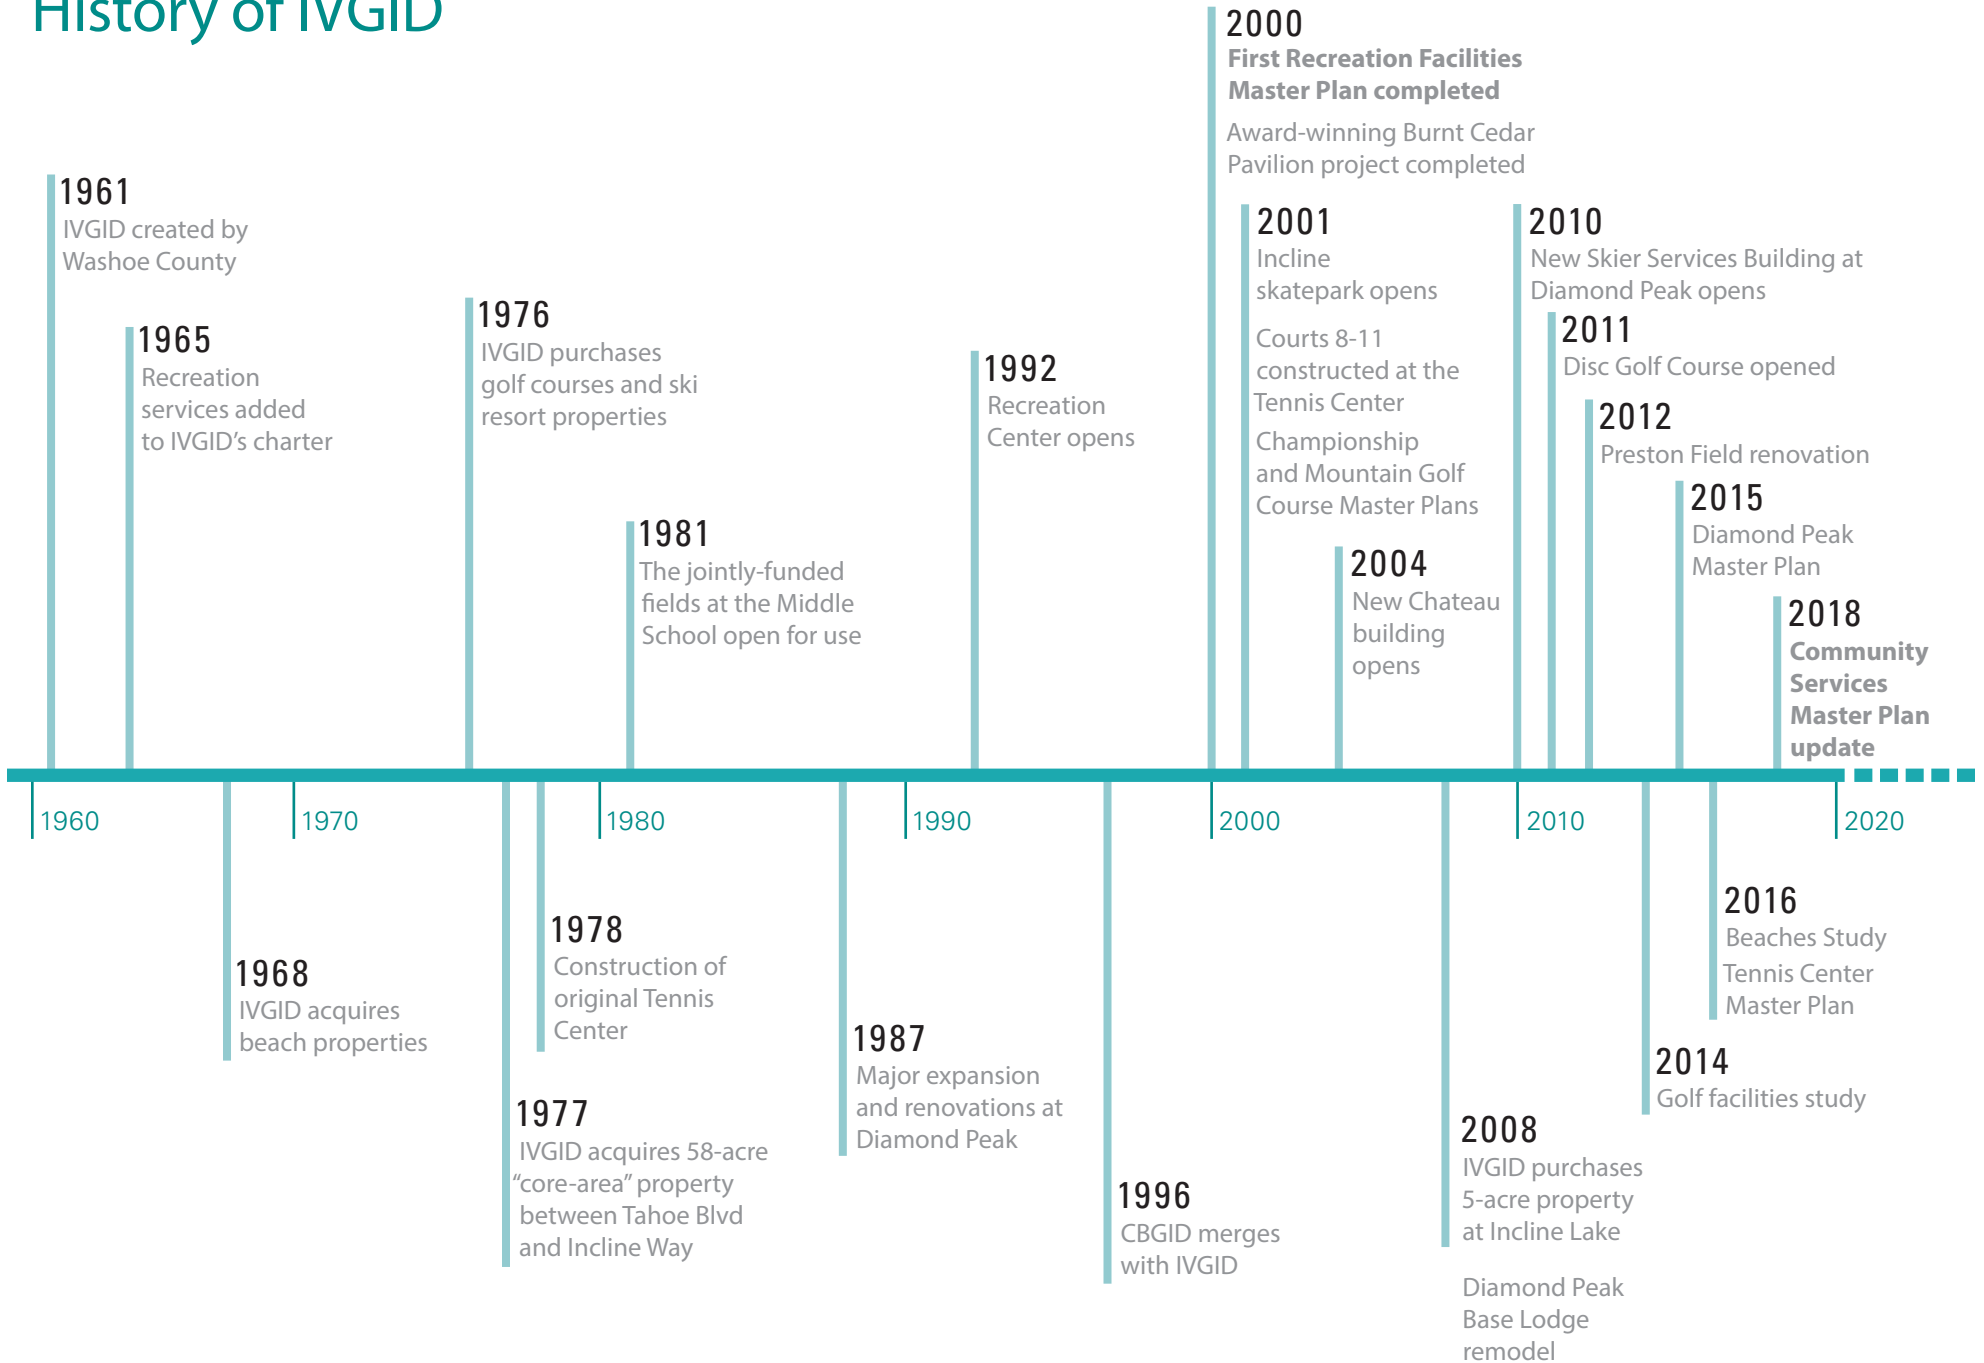 History of IVGID
2000
First Recreation Facilities
Master Plan completed
Award-winning Burnt Cedar
Pavilion project completed
1961
IVGID created by
Washoe County
1965
Recreation
services added
to IVGID's charter
1976
IVGID purchases
golf courses and ski
resort properties
1981
The jointly-funded
fields at the Middle
School open for use
1992
Recreation
Center opens
2001
Incline
skatepark opens
Courts 8-11
constructed at the
Tennis Center
Championship
and Mountain Golf
Course Master Plans
2004
New Chateau
building
opens
2010
New Skier Services Building at
Diamond Peak opens
2011
Disc Golf Course opened
2012
Preston Field renovation
2015
Diamond Peak
Master Plan
2018
Community
Services
Master Plan
update
1960
1970
1980
1990
2000
2010
2020
1968
IVGID acquires
beach properties
1978
Construction of
original Tennis
Center
1977
IVGID acquires 58-acre
“core-area” property
between Tahoe Blvd
and Incline Way
1987
Major expansion
and renovations at
Diamond Peak
1996
CBGID merges
with IVGID
2008
IVGID purchases
5-acre property
at Incline Lake
Diamond Peak
Base Lodge
remodel
2016
Beaches Study
Tennis Center
Master Plan
2014
Golf facilities study